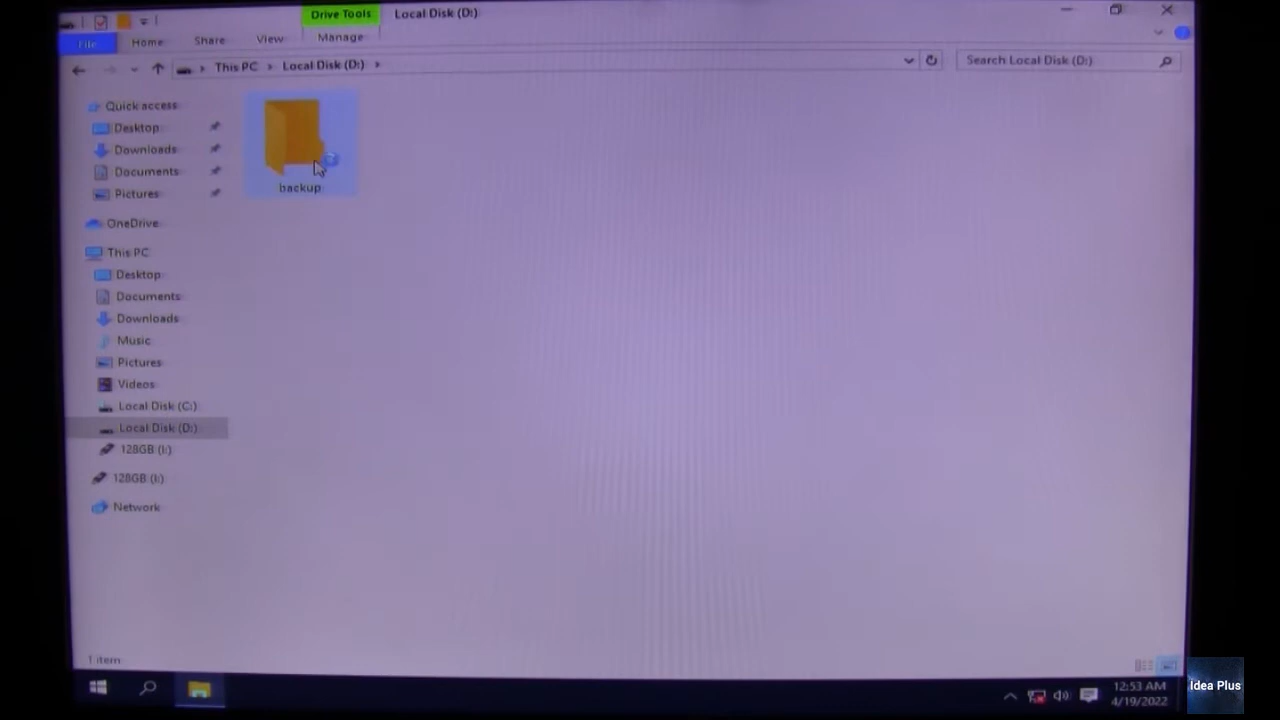 Drive Tools
Local Disk (D:)
File
Home
Share
View
Manage
This PC
Local Disk (D:)
Search Local Disk (D:)
Quick access
Desktop
Downloads
Documents
Pictures
OneDrive
This PC
Desktop
Documents
Downloads
Music
Pictures
Videos
Local Disk (C:)
Local Disk (D:)
128GB (I:)
128GB (I:)
Network
backup
1 item
12:53 AM
4/19/2022
Idea Plus